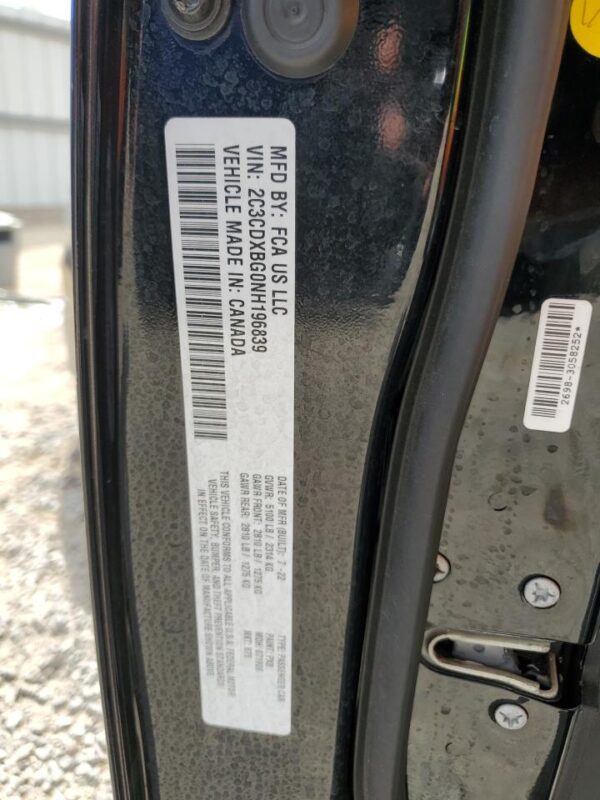 MFD BY: FCA US LLC
VIN: 2C3CDXBG0NH196839
VEHICLE MADE IN: CANADA
DATE OF MFR (BUILT): 7-22
GVWR: 5100 LB / 2314 KG
GAWR FRONT: 2810 LB / 1275 KG
GAWR REAR: 2810 LB / 1275 KG
THIS VEHICLE CONFORMS TO ALL APPLICABLE U.S.A. FEDERAL MOTOR
VEHICLE SAFETY, BUMPER, AND THEFT PREVENTION STANDARDS
IN EFFECT ON THE DATE OF MANUFACTURE SHOWN ABOVE.
TYPE: PASSENGER CAR
PAINT: PX8
2698-3058252*